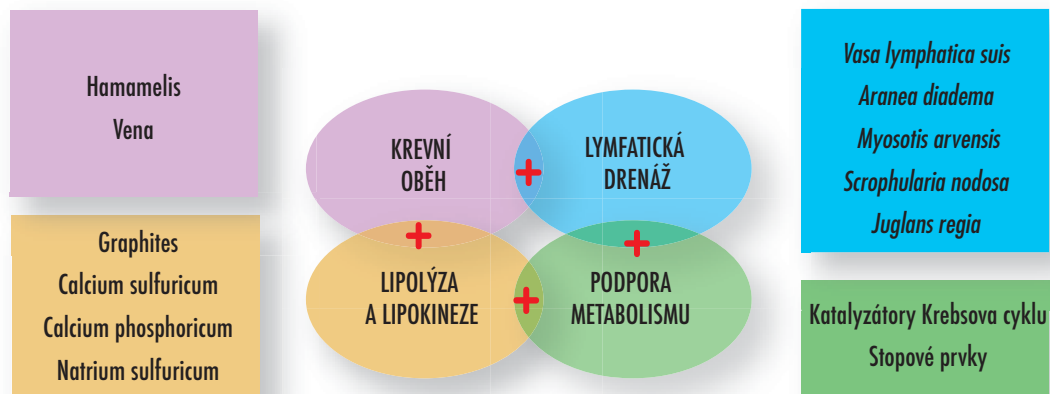 Hamamelis
Vena
Graphites
Calcium sulfuricum
Calcium phosphoricum
Natrium sulfuricum
KREVNÍ
OBĚH
LYMFATICKÁ
DRENÁŽ
LIPOLÝZA
A LIPOKINEZE
PODPORA
METABOLISMU
Vasa lymphatica suis
Aranea diadema
Myosotis arvensis
Scrophularia nodosa
Juglans regia
Katalyzátory Krebsova cyklu
Stopové prvky